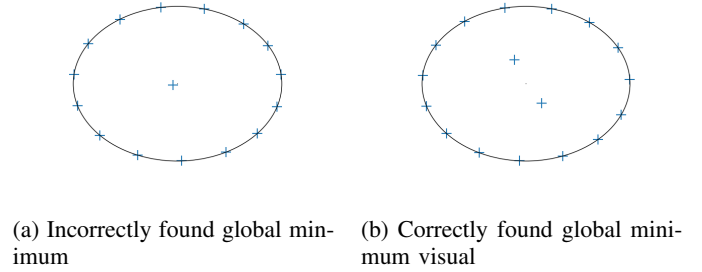 (a) Incorrectly found global min-
imum
(b) Correctly found global mini-
mum visual